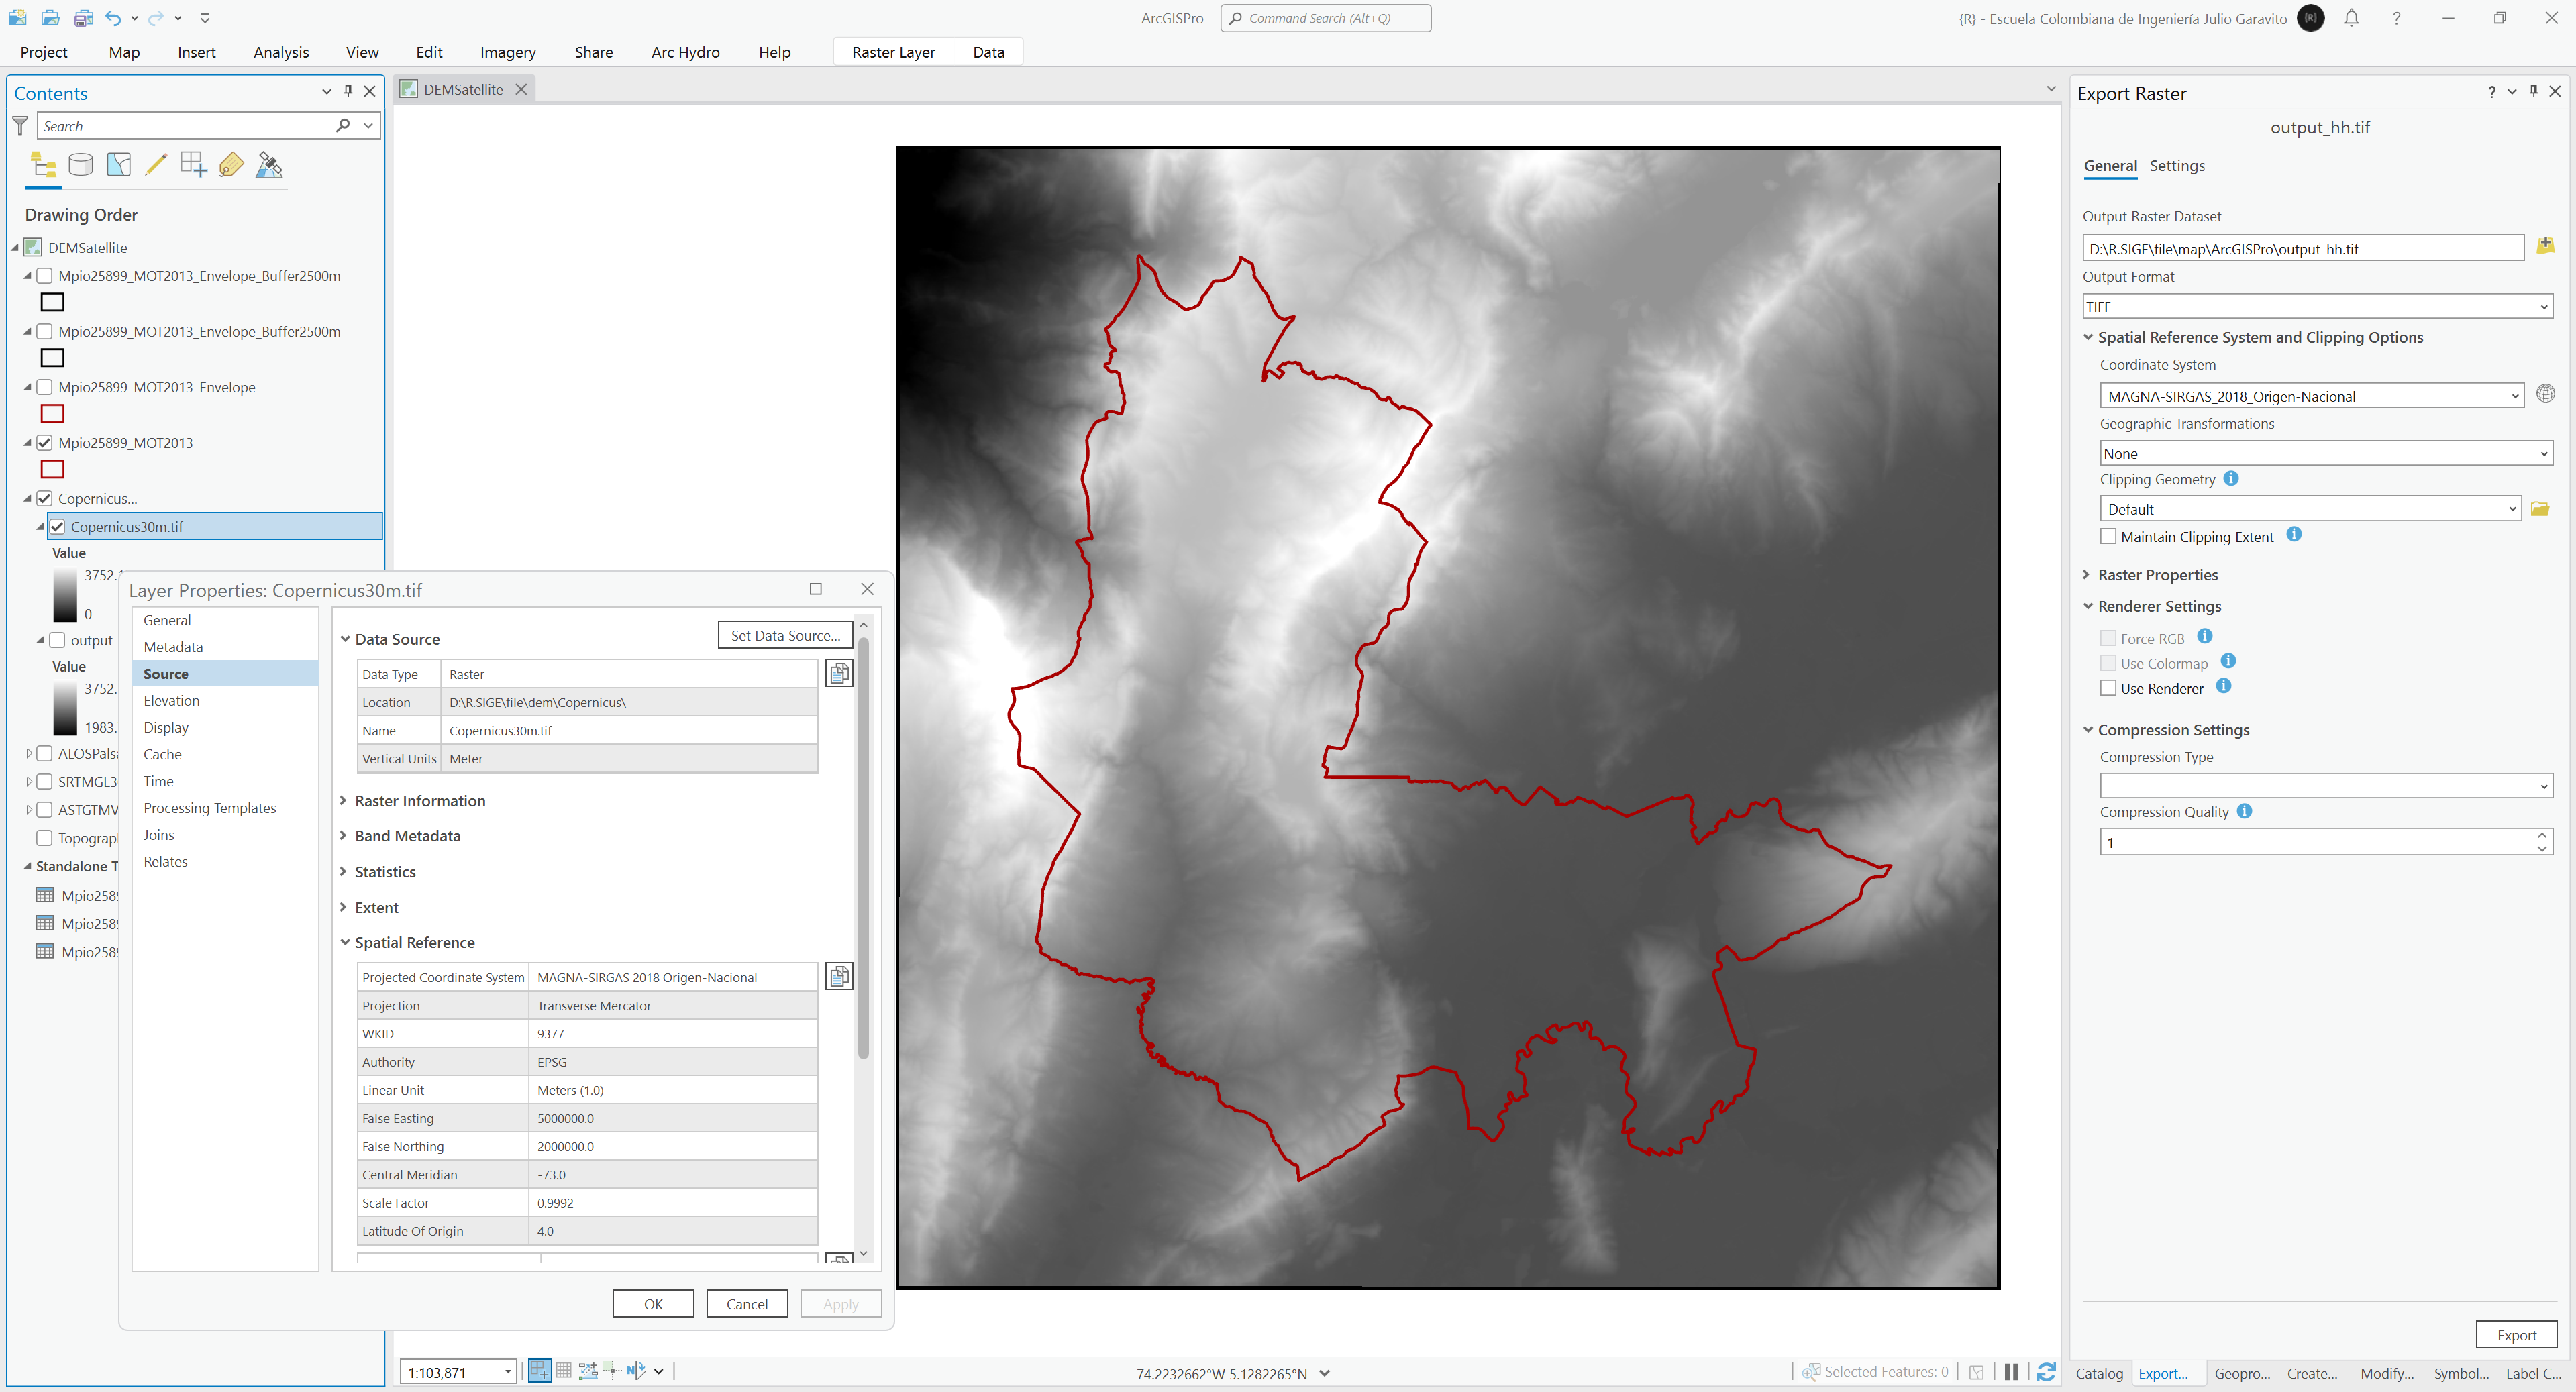 ArcGISPro
Command Search (Alt+Q)
{R} - Escuela Colombiana de Ingeniería Julio Garavito
{R}
?
Project
Map
Insert
Analysis
View
Edit
Imagery
Share
Arc Hydro
Help
Raster Layer
Data
Contents
Search
Drawing Order
DEMSatellite
Mpio25899_MOT2013_Envelope_Buffer2500m
Mpio25899_MOT2013_Envelope_Buffer2500m
Mpio25899_MOT2013_Envelope
Mpio25899_MOT2013
Copernicus...
Copernicus30m.tif
Value
3752.
0
output_
Value
3752.
1983.
ALOSPals
SRTMGL3
ASTGTMV
Topograp
Standalone T
Mpio258
Mpio258
Mpio258
DEMSatellite
Layer Properties: Copernicus30m.tif
General
Metadata
Source
Elevation
Display
Cache
Time
Processing Templates
Joins
Relates
Data Source
Set Data Source...
Data Type Raster
Location D:\R.SIGE\file\dem\Copernicus\
Name Copernicus30m.tif
Vertical Units Meter
Raster Information
Band Metadata
Statistics
Extent
Spatial Reference
Projected Coordinate System MAGNA-SIRGAS 2018 Origen-Nacional
Projection Transverse Mercator
WKID 9377
Authority EPSG
Linear Unit Meters (1.0)
False Easting 5000000.0
False Northing 2000000.0
Central Meridian -73.0
Scale Factor 0.9992
Latitude Of Origin 4.0
OK
Cancel
Apply
1:103,871
74.2232662°W 5.1282265°N
Selected Features: 0
Export Raster
?
output_hh.tif
General
Settings
Output Raster Dataset
D:\R.SIGE\file\map\ArcGISPro\output_hh.tif
Output Format
TIFF
Spatial Reference System and Clipping Options
Coordinate System
MAGNA-SIRGAS_2018_Origen-Nacional
Geographic Transformations
None
Clipping Geometry
Default
Maintain Clipping Extent
Raster Properties
Renderer Settings
Force RGB
Use Colormap
Use Renderer
Compression Settings
Compression Type
Compression Quality
1
Export
Catalog
Export...
Geopro...
Create...
Modify...
Symbol...
Label C...